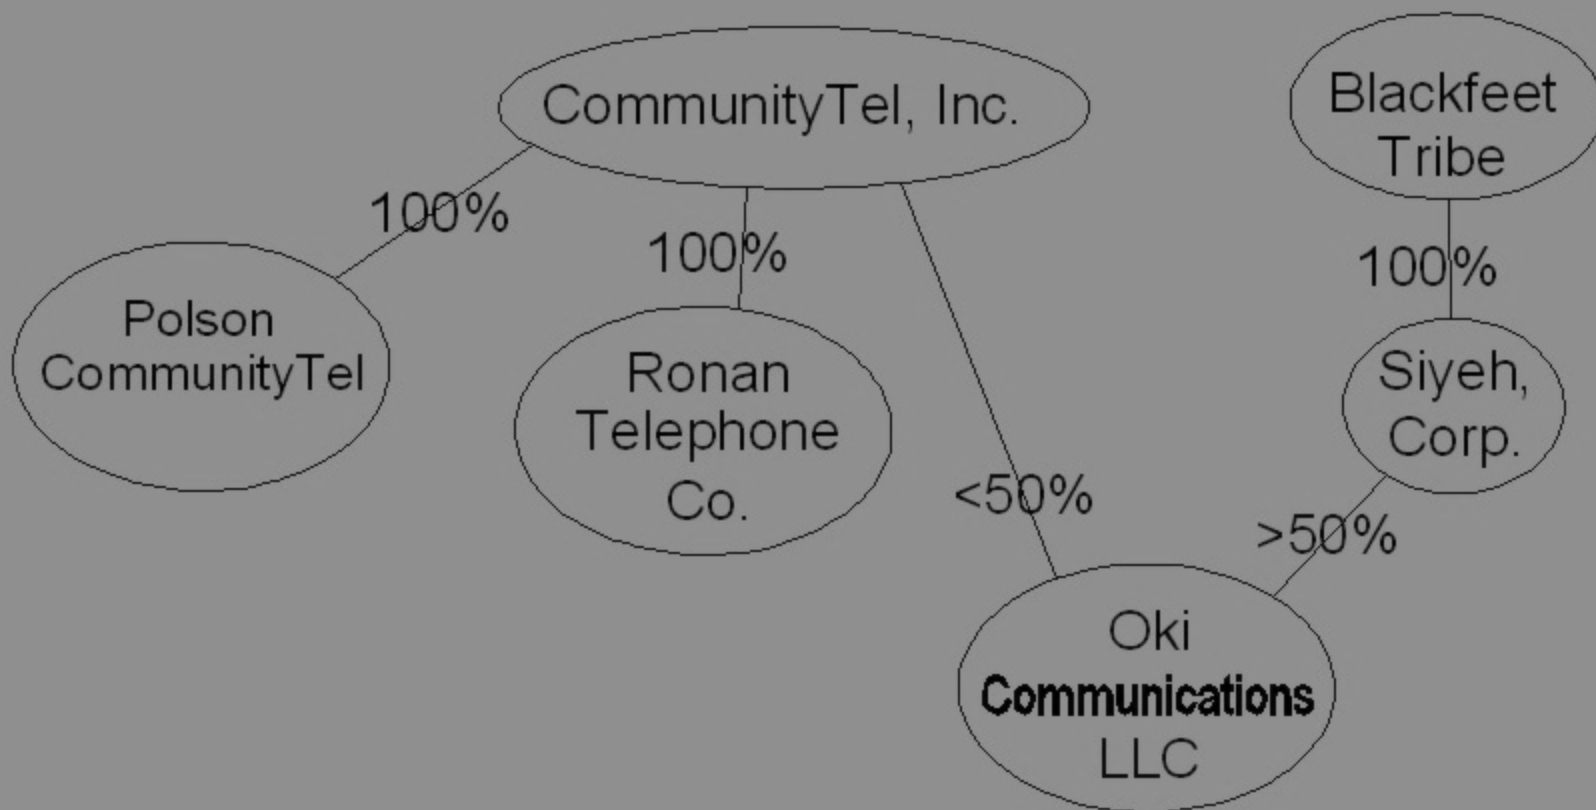 CommunityTel, Inc.
Blackfeet
Tribe
100%
100%
100%
Polson
CommunityTel
Ronan
Telephone
Co.
Siyeh,
Corp.
<50%
>50%
Oki
Communications
LLC